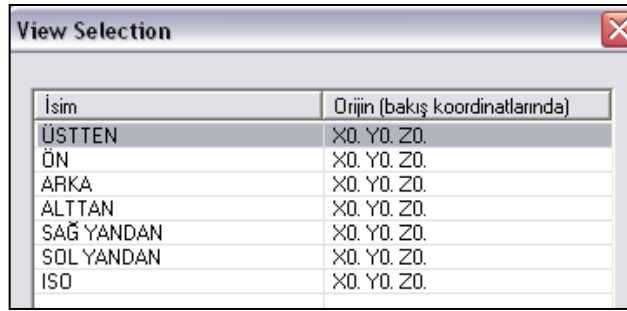 View Selection
İsim Orijin (bakış koordinatlarında)
ÜSTTEN X0. Y0. Z0.
ÖN X0. Y0. Z0.
ARKA X0. Y0. Z0.
ALTTAN X0. Y0. Z0.
SAĞ YANDAN X0. Y0. Z0.
SOL YANDAN X0. Y0. Z0.
ISO X0. Y0. Z0.